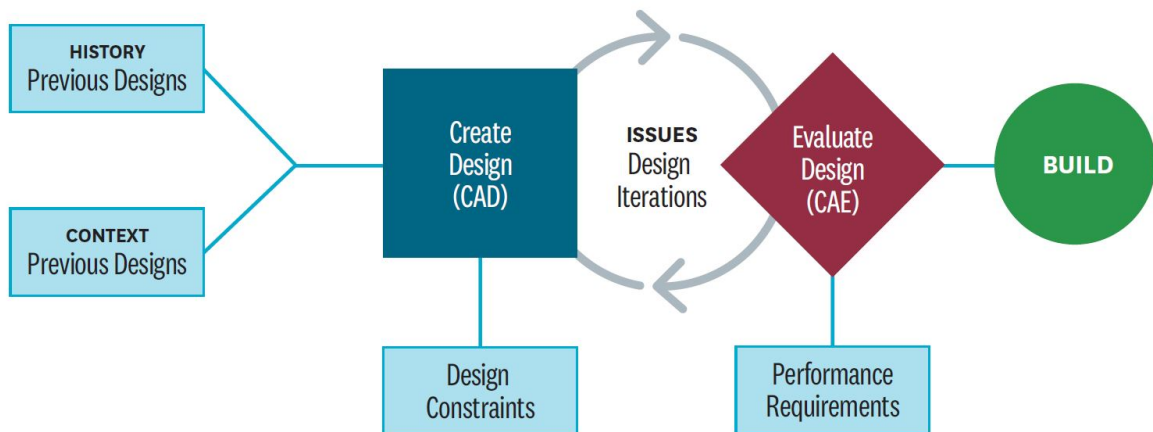 HISTORY
Previous Designs
CONTEXT
Previous Designs
Create
Design
(CAD)
Design
Constraints
ISSUES
Design
Iterations
Evaluate
Design
(CAE)
Performance
Requirements
BUILD